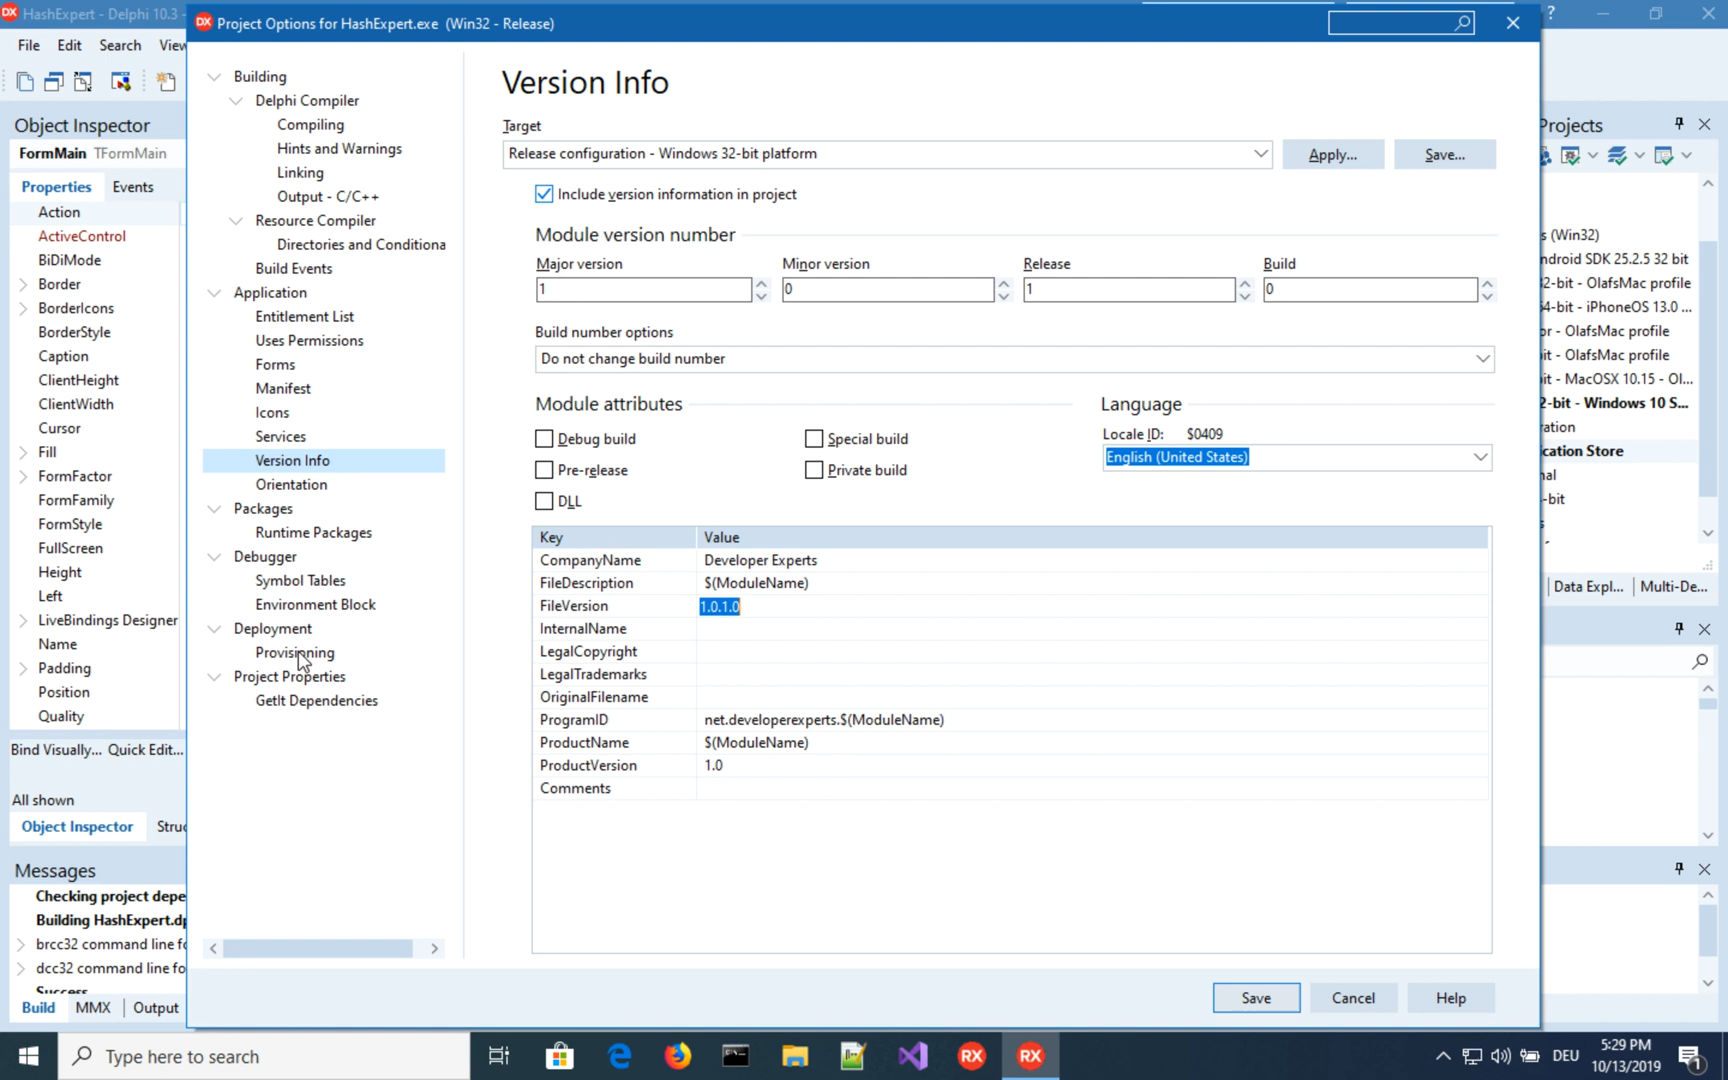 HashExpert - Delphi 10.3 -
Project Options for HashExpert.exe (Win32 - Release)
File Edit Search View
Object Inspector
FormMain TFormMain
Properties Events
Action
ActiveControl
BiDiMode
Border
BorderIcons
BorderStyle
Caption
ClientHeight
ClientWidth
Cursor
Fill
FormFactor
FormFamily
FormStyle
FullScreen
Height
Left
LiveBindings Designer
Name
Padding
Position
Quality
Bind Visually... Quick Edit...
All shown
Object Inspector Struc
Messages
Checking project depe
Building HashExpert.dp
brcc32 command line fo
dcc32 command line fo
Success
Build MMX Output
Building
Delphi Compiler
Compiling
Hints and Warnings
Linking
Output - C/C++
Resource Compiler
Directories and Conditiona
Build Events
Application
Entitlement List
Uses Permissions
Forms
Manifest
Icons
Services
Version Info
Orientation
Packages
Runtime Packages
Debugger
Symbol Tables
Environment Block
Deployment
Provisioning
Project Properties
GetIt Dependencies
Version Info
Target
Release configuration - Windows 32-bit platform
Apply... Save...
Include version information in project
Module version number
Major version Minor version Release Build
1 0 1 0
Build number options
Do not change build number
Module attributes
Debug build Special build
Pre-release Private build
DLL
Language
Locale ID: $0409
English (United States)
Key Value
CompanyName Developer Experts
FileDescription $(ModuleName)
FileVersion 1.0.1.0
InternalName
LegalCopyright
LegalTrademarks
OriginalFilename
ProgramID net.developerexperts.$(ModuleName)
ProductName $(ModuleName)
ProductVersion 1.0
Comments
Save Cancel Help
?
Projects
s (Win32)
ndroid SDK 25.2.5 32 bit
32-bit - OlafsMac profile
64-bit - iPhoneOS 13.0 ...
or - OlafsMac profile
it - OlafsMac profile
it - MacOSX 10.15 - Ol...
2-bit - Windows 10 S...
ration
ication Store
nal
-bit
s
Data Expl... Multi-De...
Type here to search
RX RX
DEU
5:29 PM
10/13/2019
1